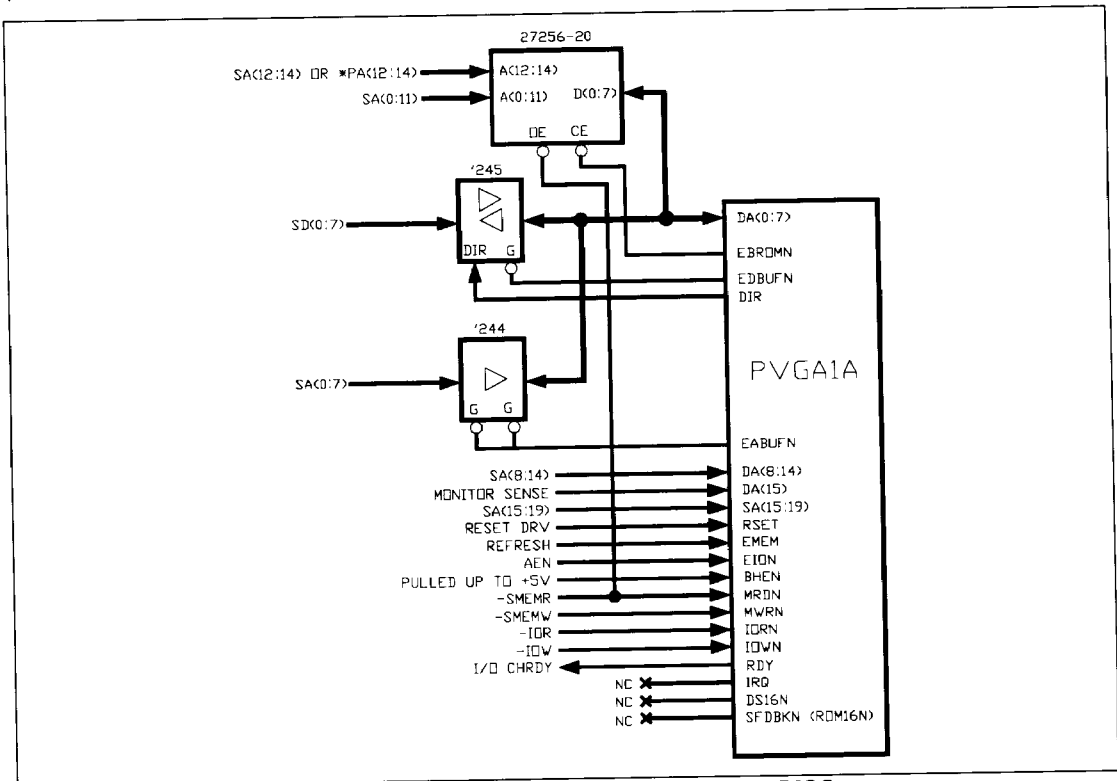 27256-20
SA(12:14) OR *PA(12:14)
A(12:14)
SA(0:11)
A(0:11)
D(0:7)
OE
CE
'245
SD(0:7)
DIR
G
DA(0:7)
EBROMN
EDBUFN
DIR
'244
PVGA1A
SA(0:7)
G
G
EABUFN
SA(8:14)
DA(8:14)
MONITOR SENSE
DA(15)
SA(15:19)
SA(15:19)
RESET DRV
RSET
REFRESH
EMEM
AEN
EION
PULLED UP TO +5V
BHEN
-SMEMR
MRDN
-SMEMW
MWRN
-IOR
IORN
-IOW
IOWN
I/O CHRDY
RDY
NC
IRQ
NC
DS16N
NC
SFDBKN (ROM16N)